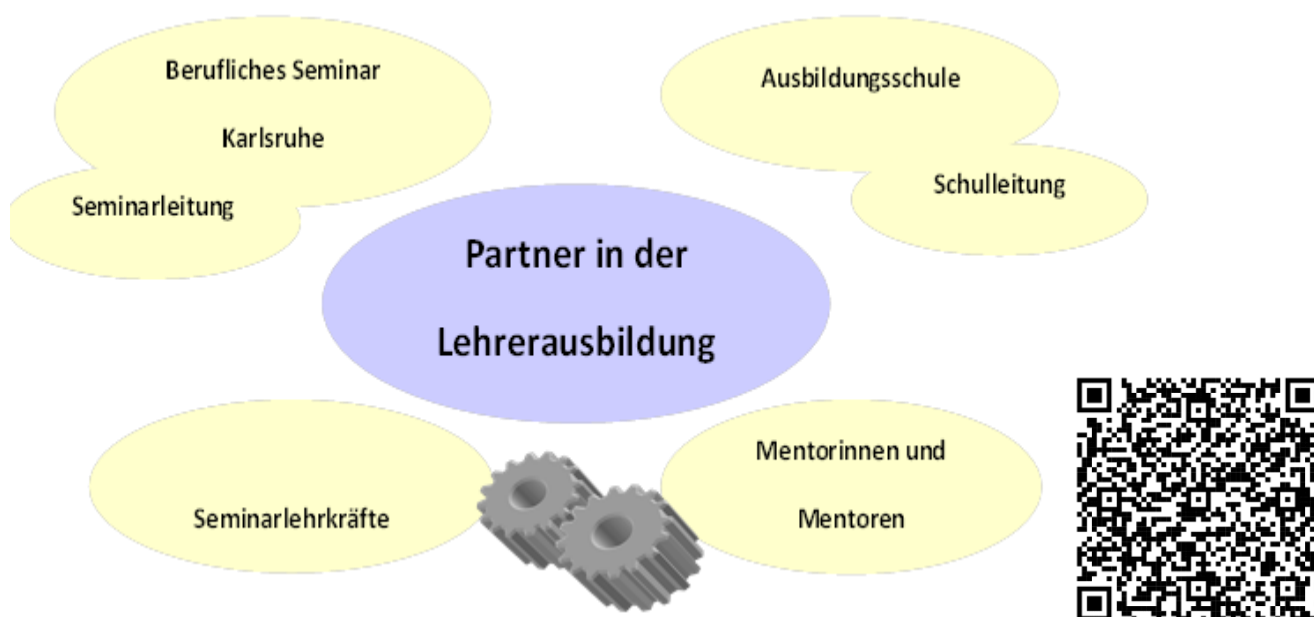 Berufliches Seminar
Karlsruhe
Seminarleitung
Ausbildungsschule
Schulleitung
Partner in der
Lehrerausbildung
Seminarlehrkräfte
Mentorinnen und
Mentoren